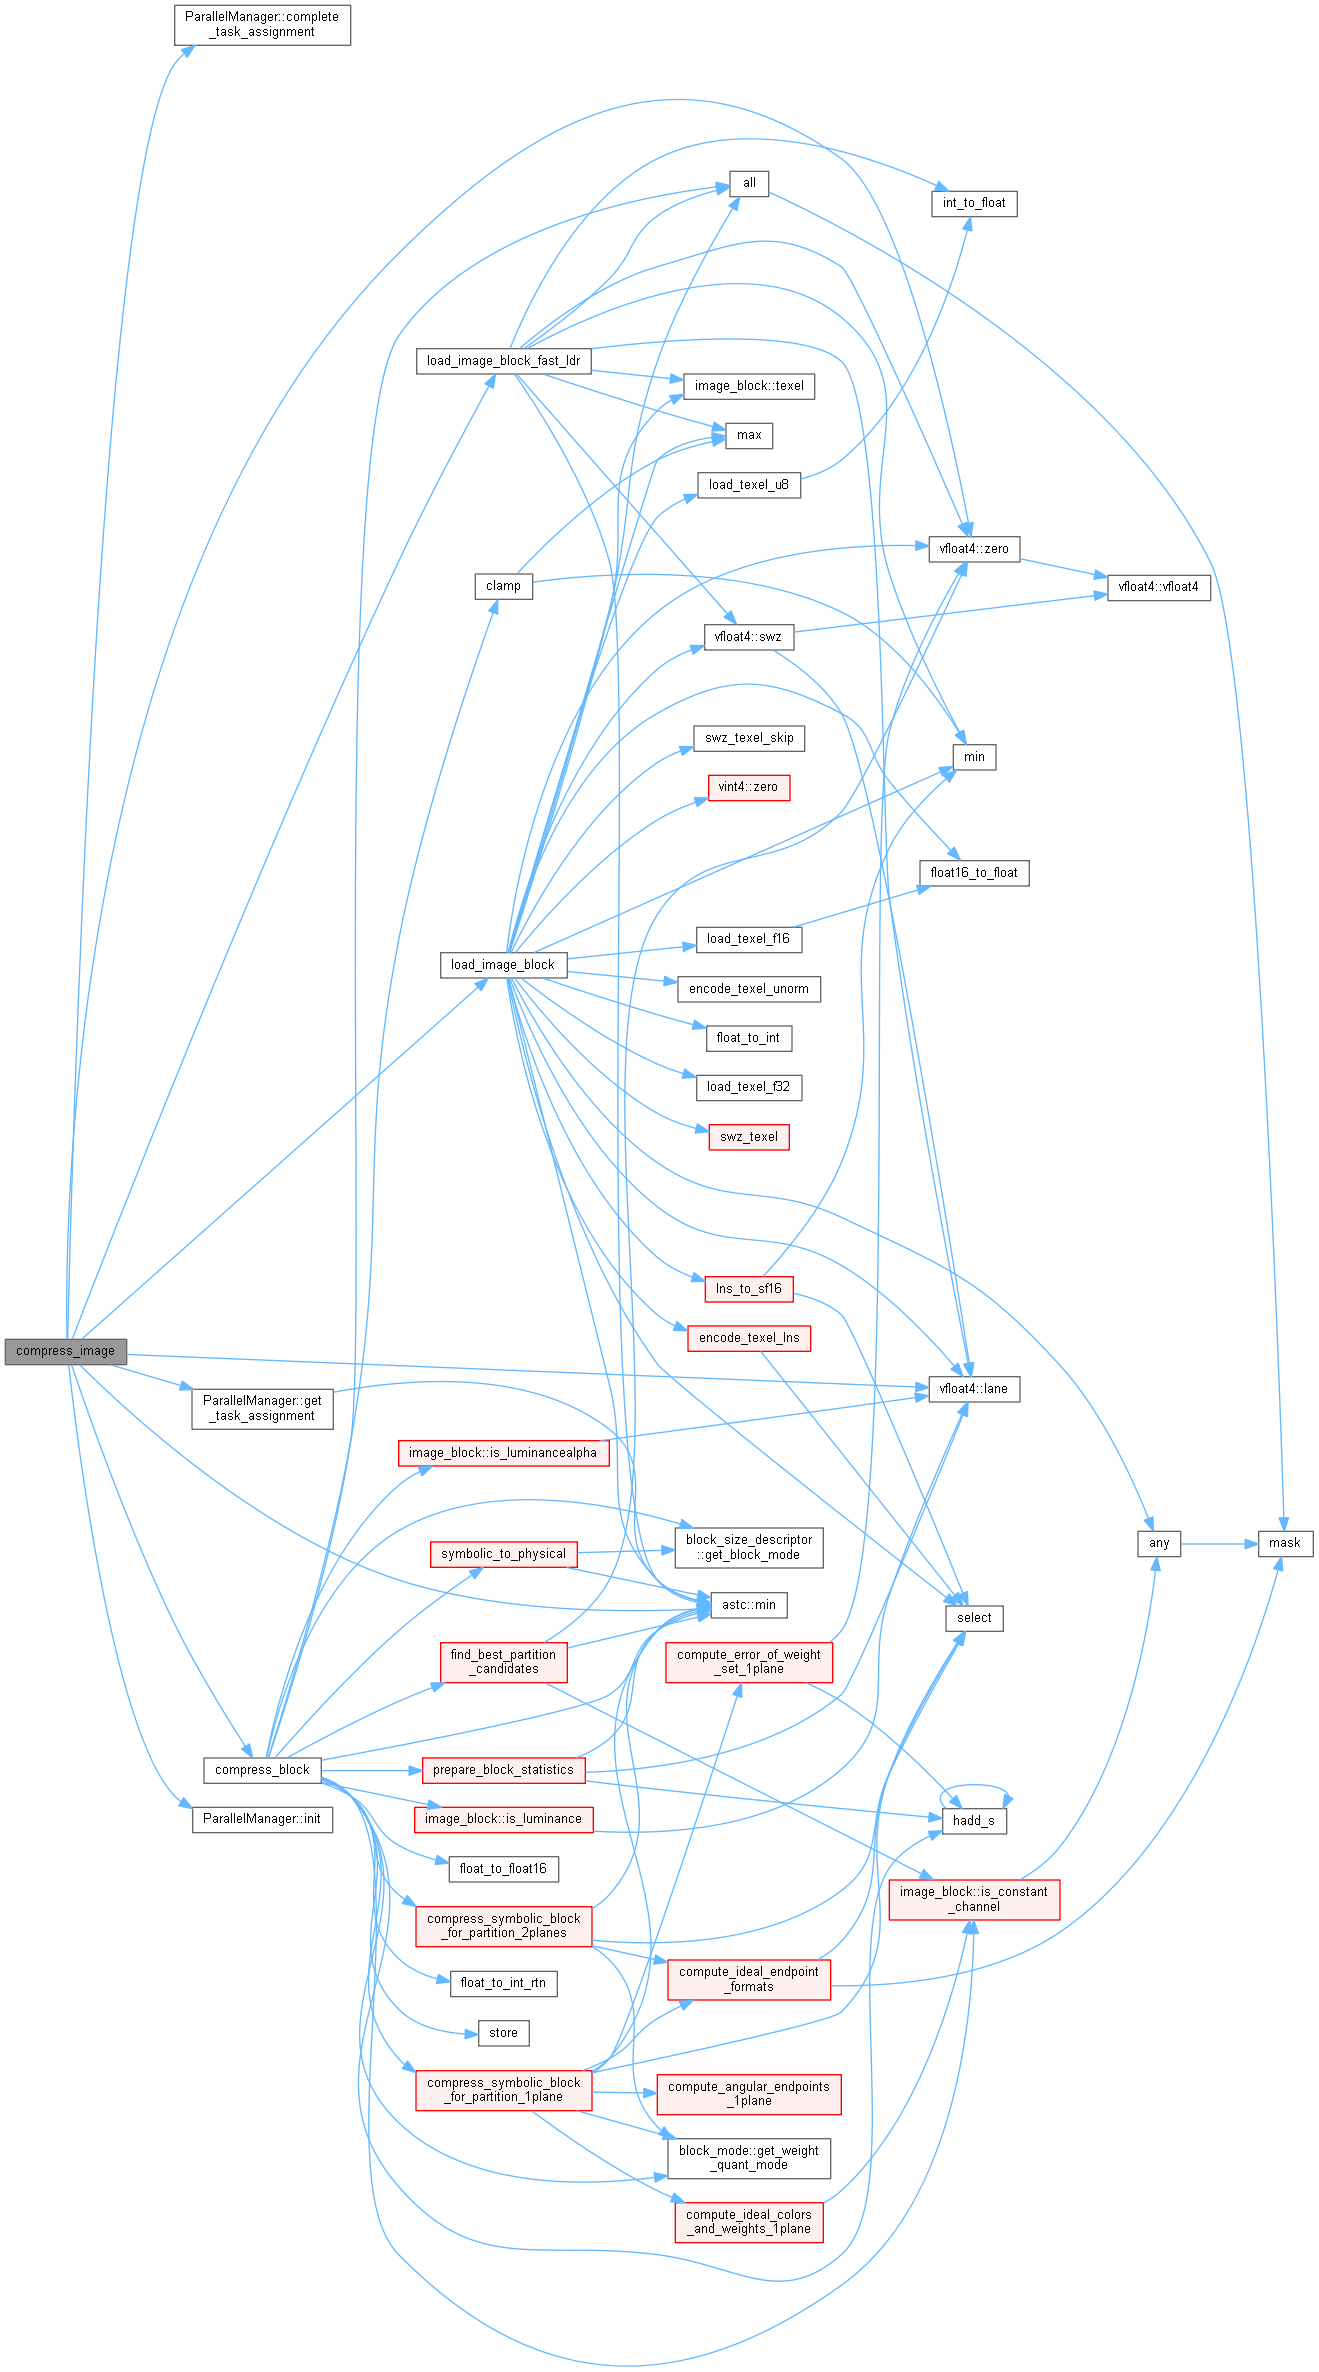 ParallelManager::complete
_task_assignment
all
int_to_float
load_image_block_fast_ldr
image_block::texel
max
load_texel_u8
vfloat4::zero
clamp
vfloat4::vfloat4
vfloat4::swz
swz_texel_skip
min
vint4::zero
float16_to_float
load_texel_f16
load_image_block
encode_texel_unorm
float_to_int
load_texel_f32
swz_texel
lns_to_sf16
encode_texel_lns
compress_image
vfloat4::lane
ParallelManager::get
_task_assignment
image_block::is_luminancealpha
block_size_descriptor
::get_block_mode
any
mask
symbolic_to_physical
astc::min
select
find_best_partition
_candidates
compute_error_of_weight
_set_1plane
compress_block
prepare_block_statistics
ParallelManager::init
image_block::is_luminance
hadd_s
float_to_float16
image_block::is_constant
_channel
compress_symbolic_block
_for_partition_2planes
compute_ideal_endpoint
_formats
float_to_int_rtn
store
compress_symbolic_block
_for_partition_1plane
compute_angular_endpoints
_1plane
block_mode::get_weight
_quant_mode
compute_ideal_colors
_and_weights_1plane